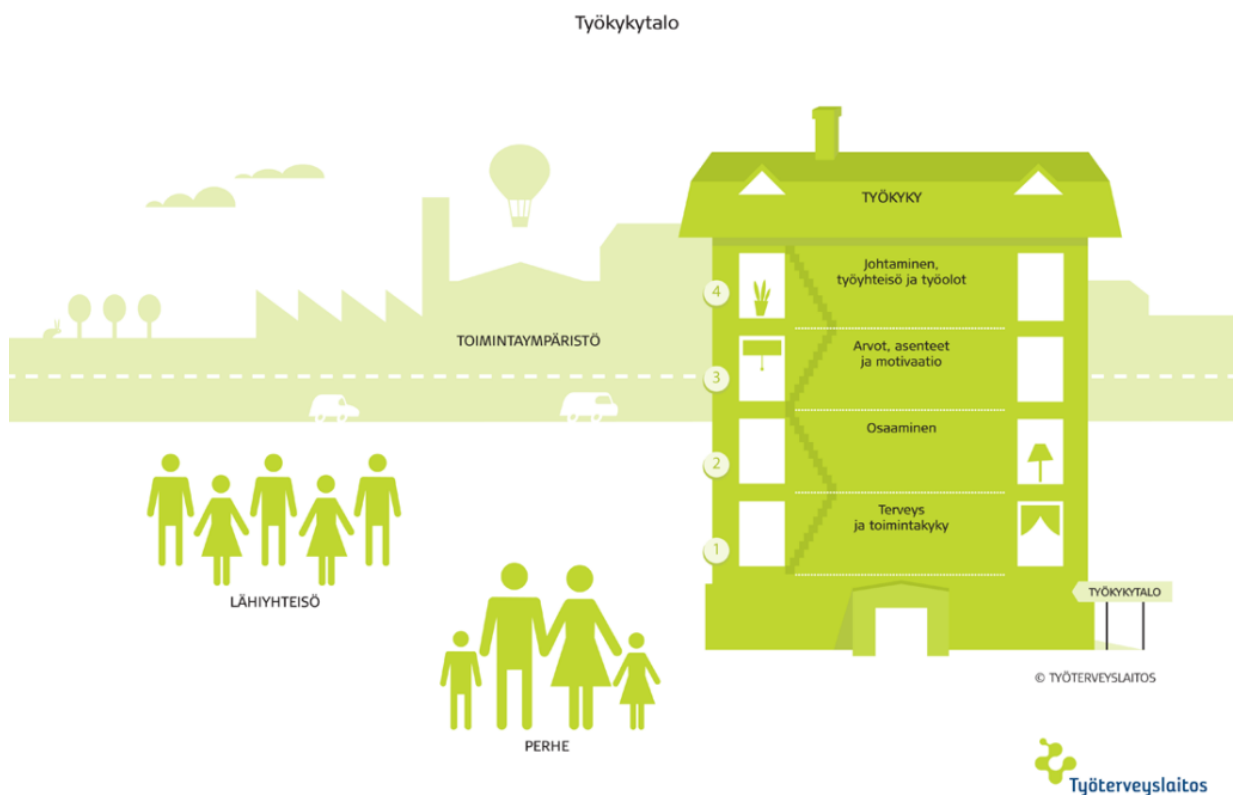 Työkykytalo
TYÖKYKY
4
Johtaminen,
työyhteisö ja työolot
TOIMINTAYMPÄRISTÖ
3
Arvot, asenteet
ja motivaatio
2
Osaaminen
1
Terveys
ja toimintakyky
LÄHIYHTEISÖ
PERHE
TYÖKYKYTALO
© TYÖTERVEYSLAITOS
Työterveyslaitos